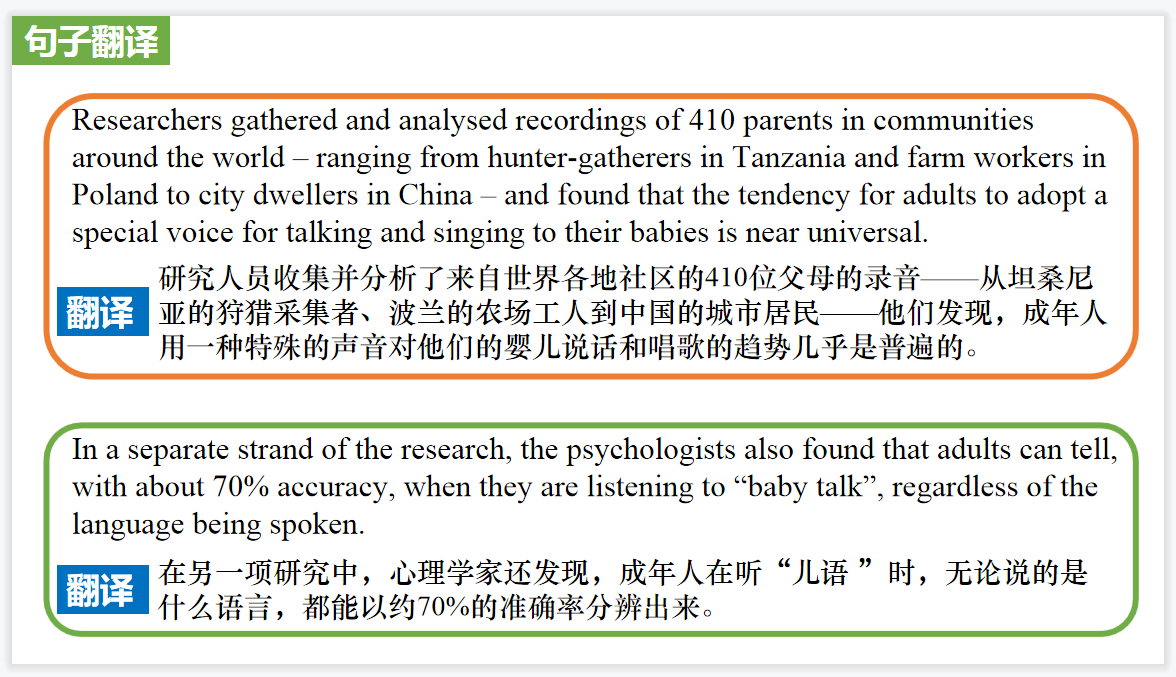 句子翻译
Researchers gathered and analysed recordings of 410 parents in communities
around the world – ranging from hunter-gatherers in Tanzania and farm workers in
Poland to city dwellers in China – and found that the tendency for adults to adopt a
special voice for talking and singing to their babies is near universal.
翻译
研究人员收集并分析了来自世界各地社区的410位父母的录音——从坦桑尼
亚的狩猎采集者、波兰的农场工人到中国的城市居民——他们发现，成年人
用一种特殊的声音对他们的婴儿说话和唱歌的趋势几乎是普遍的。
In a separate strand of the research, the psychologists also found that adults can tell,
with about 70% accuracy, when they are listening to “baby talk”, regardless of the
language being spoken.
翻译
在另一项研究中，心理学家还发现，成年人在听“儿语 ”时，无论说的是
什么语言，都能以约70%的准确率分辨出来。